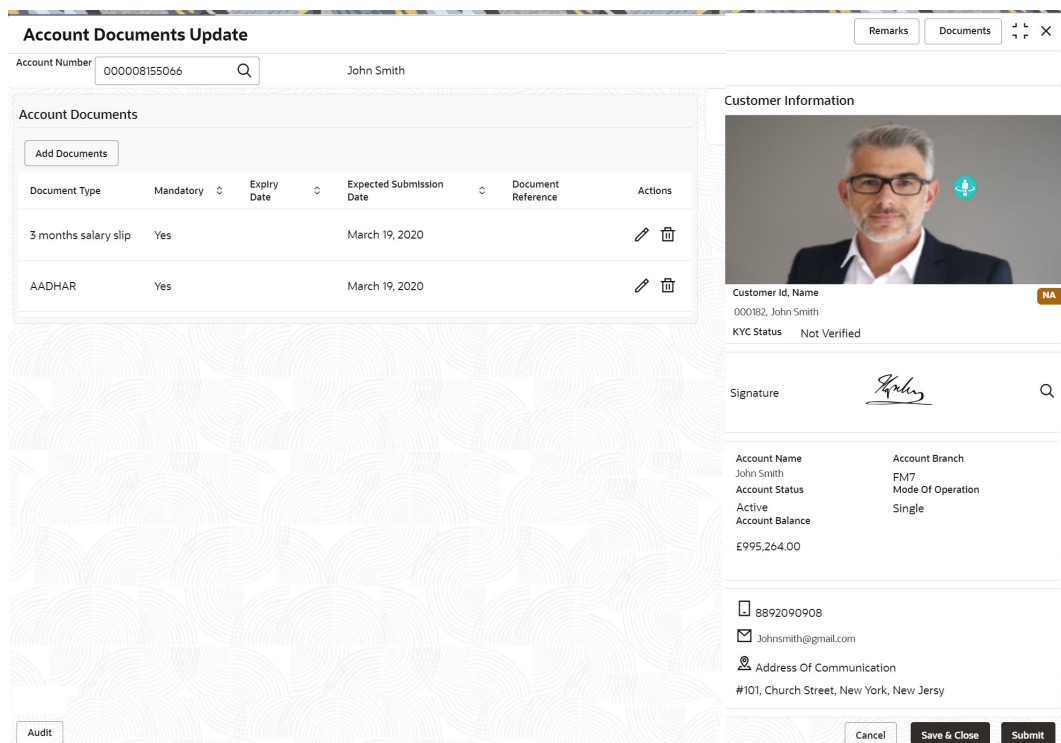 Account Documents Update
Remarks
Documents
Account Number
000008155066
John Smith
Account Documents
Add Documents
Document Type Mandatory Expiry Date Expected Submission Date Document Reference Actions
3 months salary slip Yes March 19, 2020
AADHAR Yes March 19, 2020
Customer Information
Customer Id, Name
NA
000182, John Smith
KYC Status Not Verified
Signature
Account Name Account Branch
John Smith FM7
Account Status Mode Of Operation
Active Single
Account Balance
£995,264.00
8892090908
Johnsmith@gmail.com
Address Of Communication
#101, Church Street, New York, New Jersy
Audit
Cancel
Save & Close
Submit